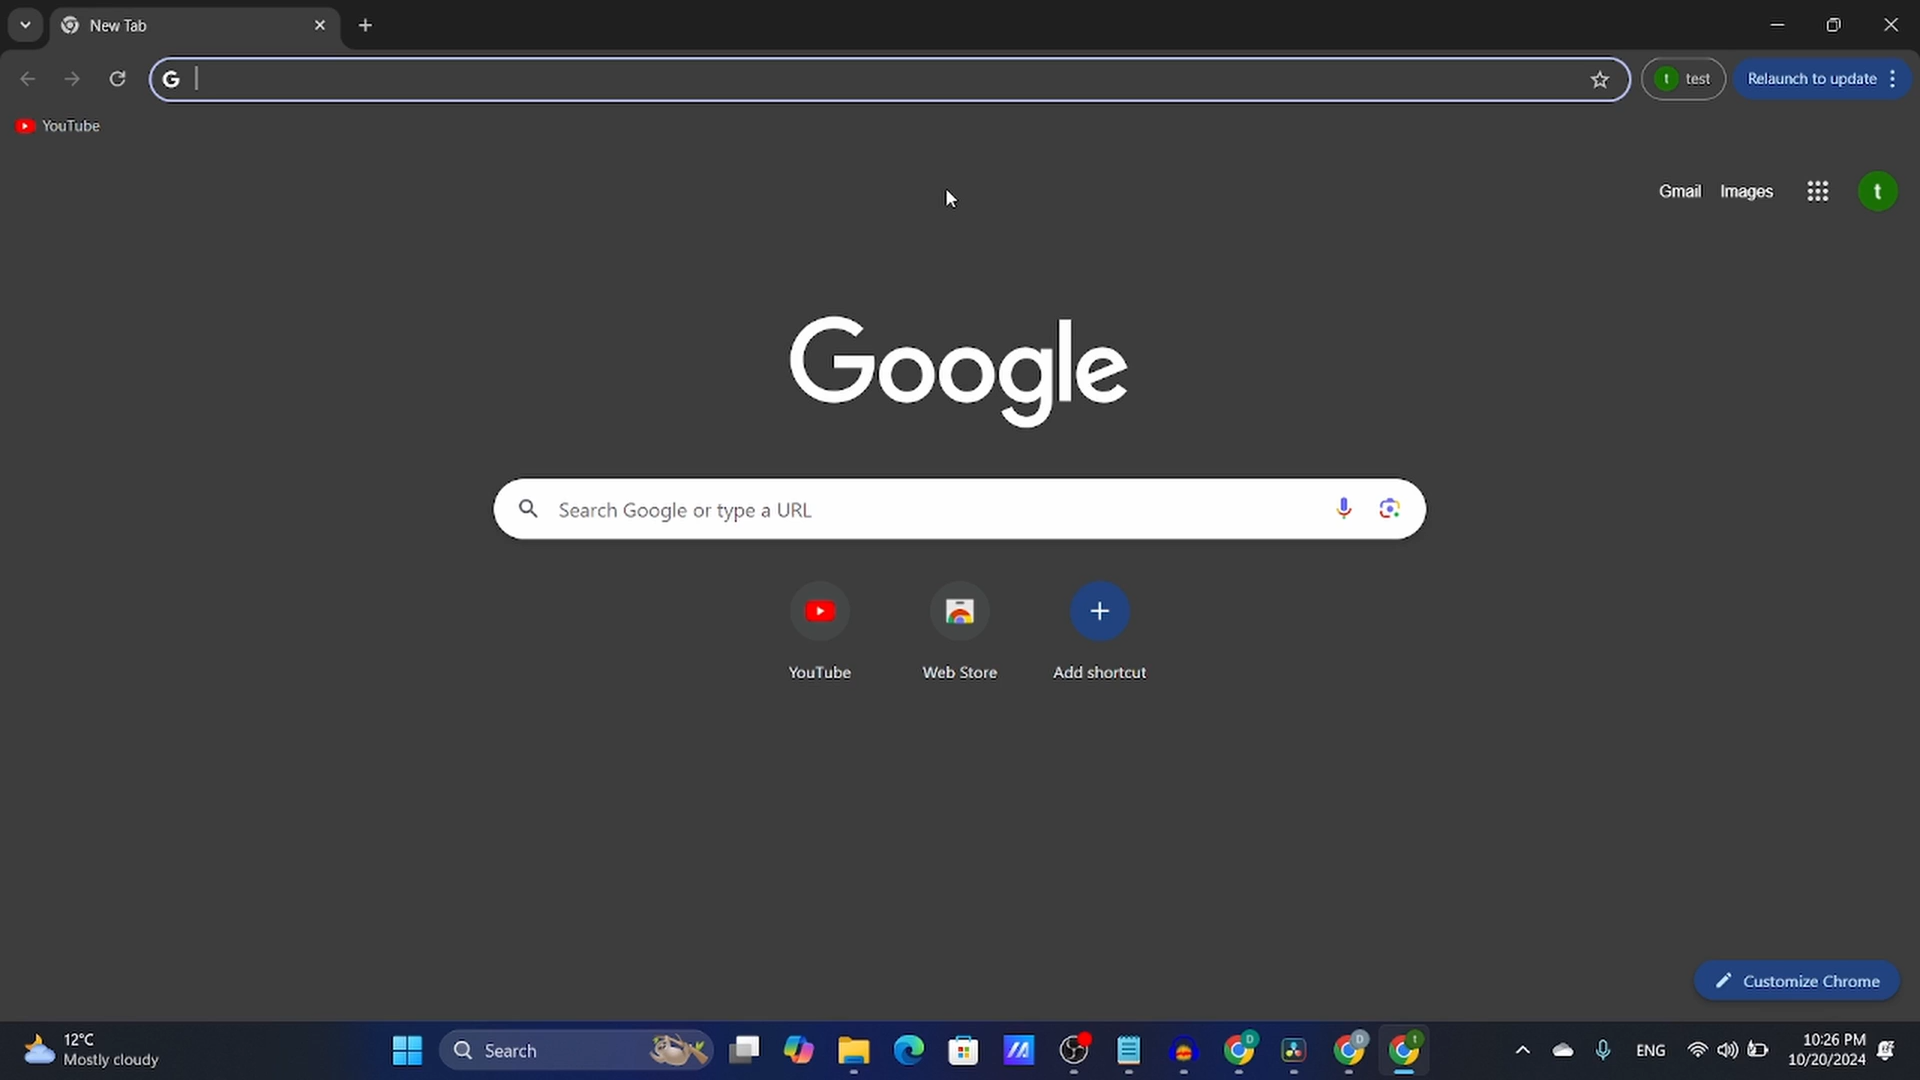 New Tab
G
t test
Relaunch to update
YouTube
Gmail Images t
Google
Search Google or type a URL
YouTube
Web Store
Add shortcut
Customize Chrome
12°C
Mostly cloudy
Search
D
D
t
ENG
10:26 PM
10/20/2024